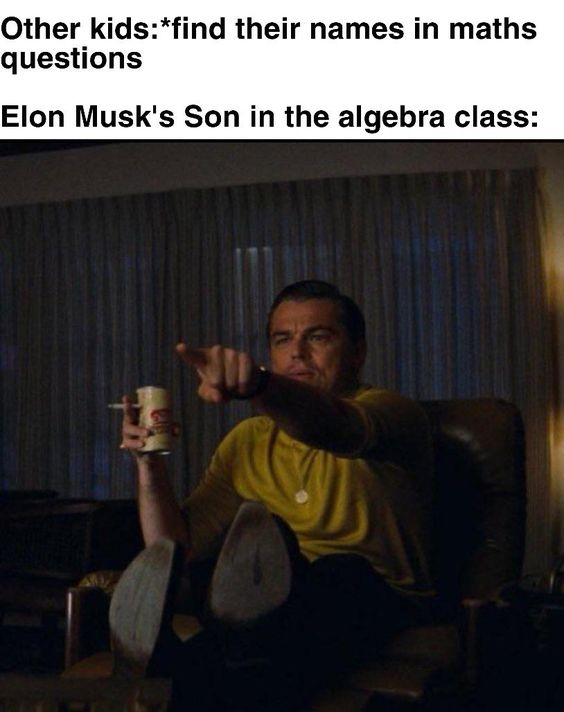 Other kids:*find their names in maths
questions
Elon Musk's Son in the algebra class: